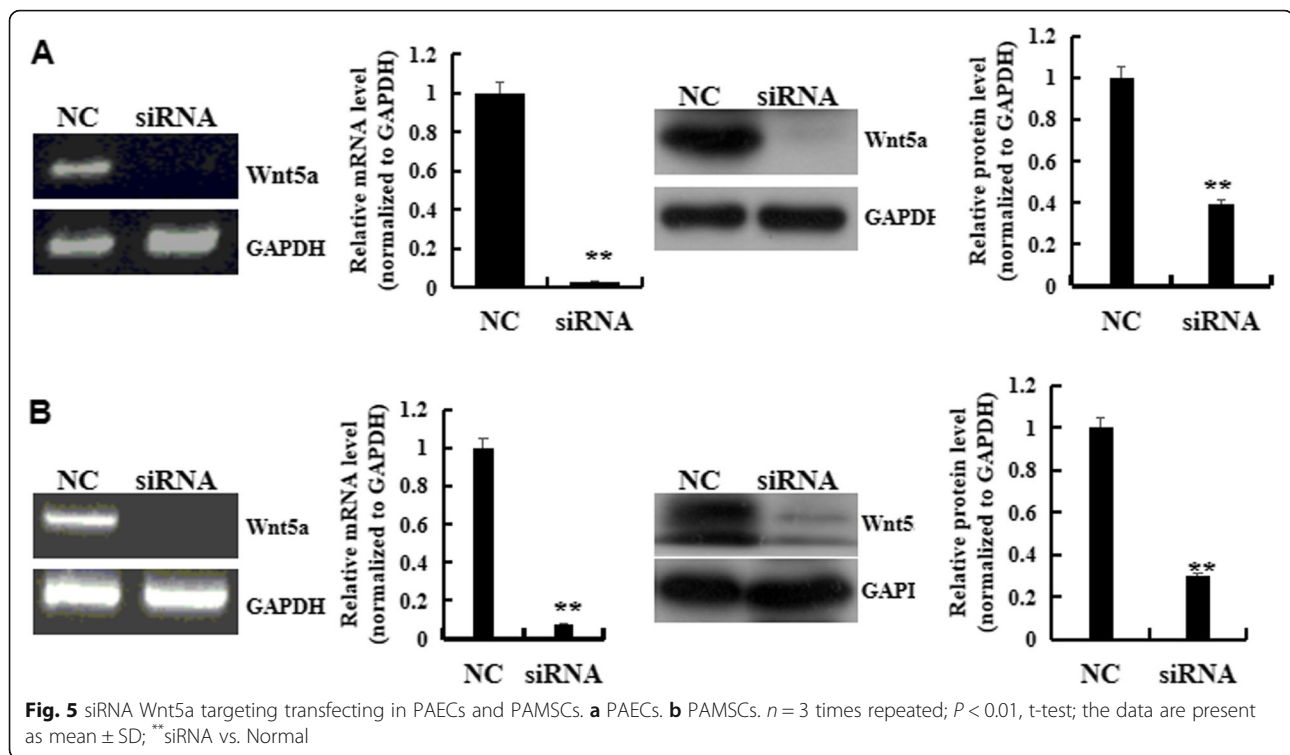 A
NC siRNA
Wnt5a
GAPDH
Relative mRNA level
(normalized to GAPDH)
1.2
1
0.8
0.6
0.4
0.2
0
**
NC siRNA
NC siRNA
Wnt5a
GAPDH
Relative protein level
(normalized to GAPDH)
1.2
1
0.8
0.6
0.4
0.2
0
**
NC siRNA
B
NC siRNA
Wnt5a
GAPDH
Relative mRNA level
(normalized to GAPDH)
1.2
1
0.8
0.6
0.4
0.2
0
**
NC siRNA
NC siRNA
Wnt5
GAPI
Relative protein level
(normalized to GAPDH)
1.2
1
0.8
0.6
0.4
0.2
0
**
NC siRNA
Fig. 5 siRNA Wnt5a targeting transfecting in PAECs and PAMSCs. a PAECs. b PAMSCs. n = 3 times repeated; P < 0.01, t-test; the data are present
as mean ± SD; **siRNA vs. Normal